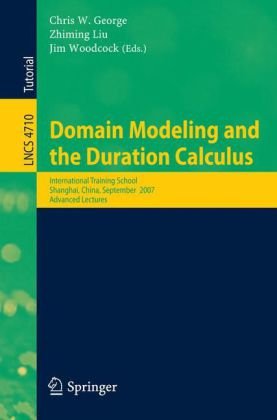 Chris W. George
Zhiming Liu
Jim Woodcock (Eds.)
LNCS 4710
Tutorial
Domain Modeling and
the Duration Calculus
International Training School
Shanghai, China, September 2007
Advanced Lectures
Springer